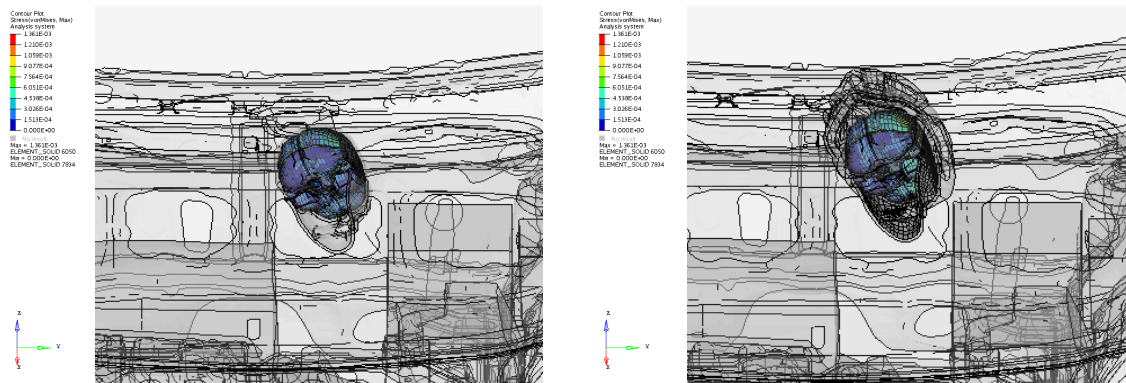 Contour Plot
Stress(vonMises, Max)
Analysis system
1.361E-03
1.210E-03
1.059E-03
9.077E-04
7.564E-04
6.051E-04
4.538E-04
3.026E-04
1.513E-04
0.000E+00
No result
Max = 1.361E-03
ELEMENT_SOLID 6050
Min = 0.000E+00
ELEMENT_SOLID 7834
Z
Y
X
Contour Plot
Stress(vonMises, Max)
Analysis system
1.361E-03
1.210E-03
1.059E-03
9.077E-04
7.564E-04
6.051E-04
4.538E-04
3.026E-04
1.513E-04
0.000E+00
No result
Max = 1.361E-03
ELEMENT_SOLID 6050
Min = 0.000E+00
ELEMENT_SOLID 7834
Z
Y
X